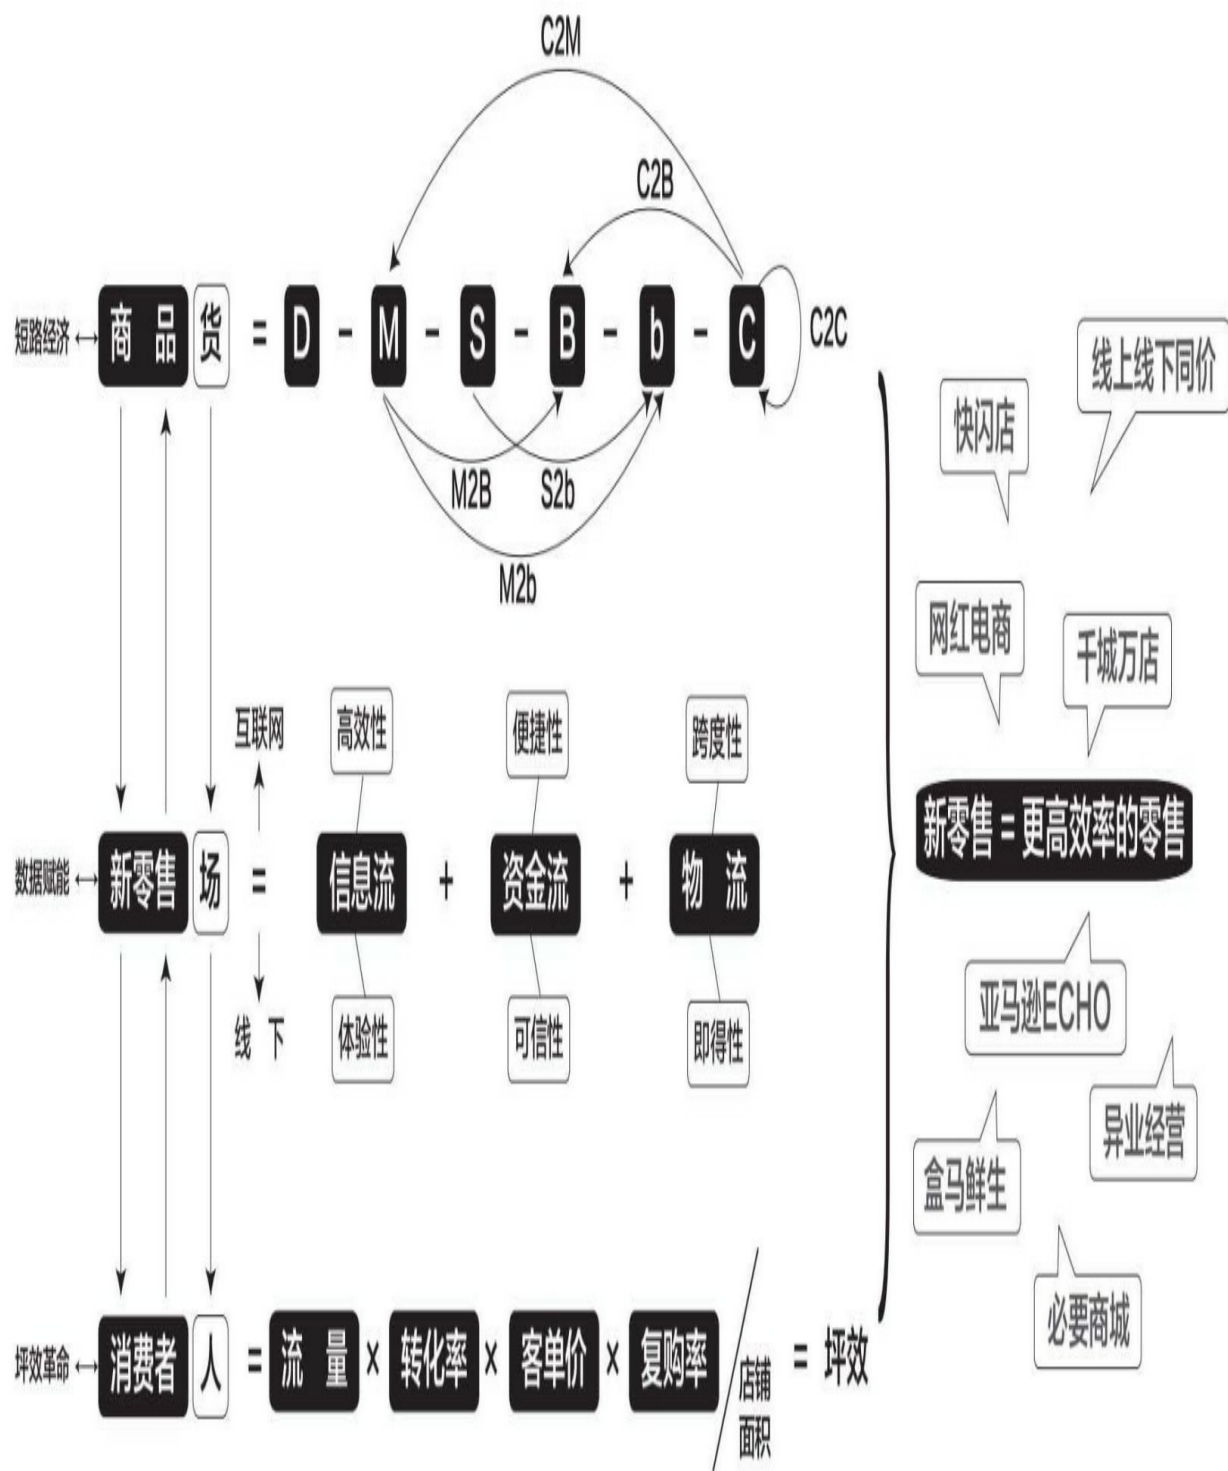 C2M
C2B
短路经济 商品 货 = D - M - S - B - b - C C2C
M2B S2b
M2b
互联网 高效性 便捷性 跨度性
数据赋能 新零售 场 = 信息流 + 资金流 + 物流
线下 体验性 可信性 即得性
坪效革命 消费者 人 = 流量 × 转化率 × 客单价 × 复购率 / 店铺 = 坪效
面积
线上线下同价
快闪店
网红电商
千城万店
新零售 = 更高效率的零售
亚马逊ECHO
异业经营
盒马鲜生
必要商城